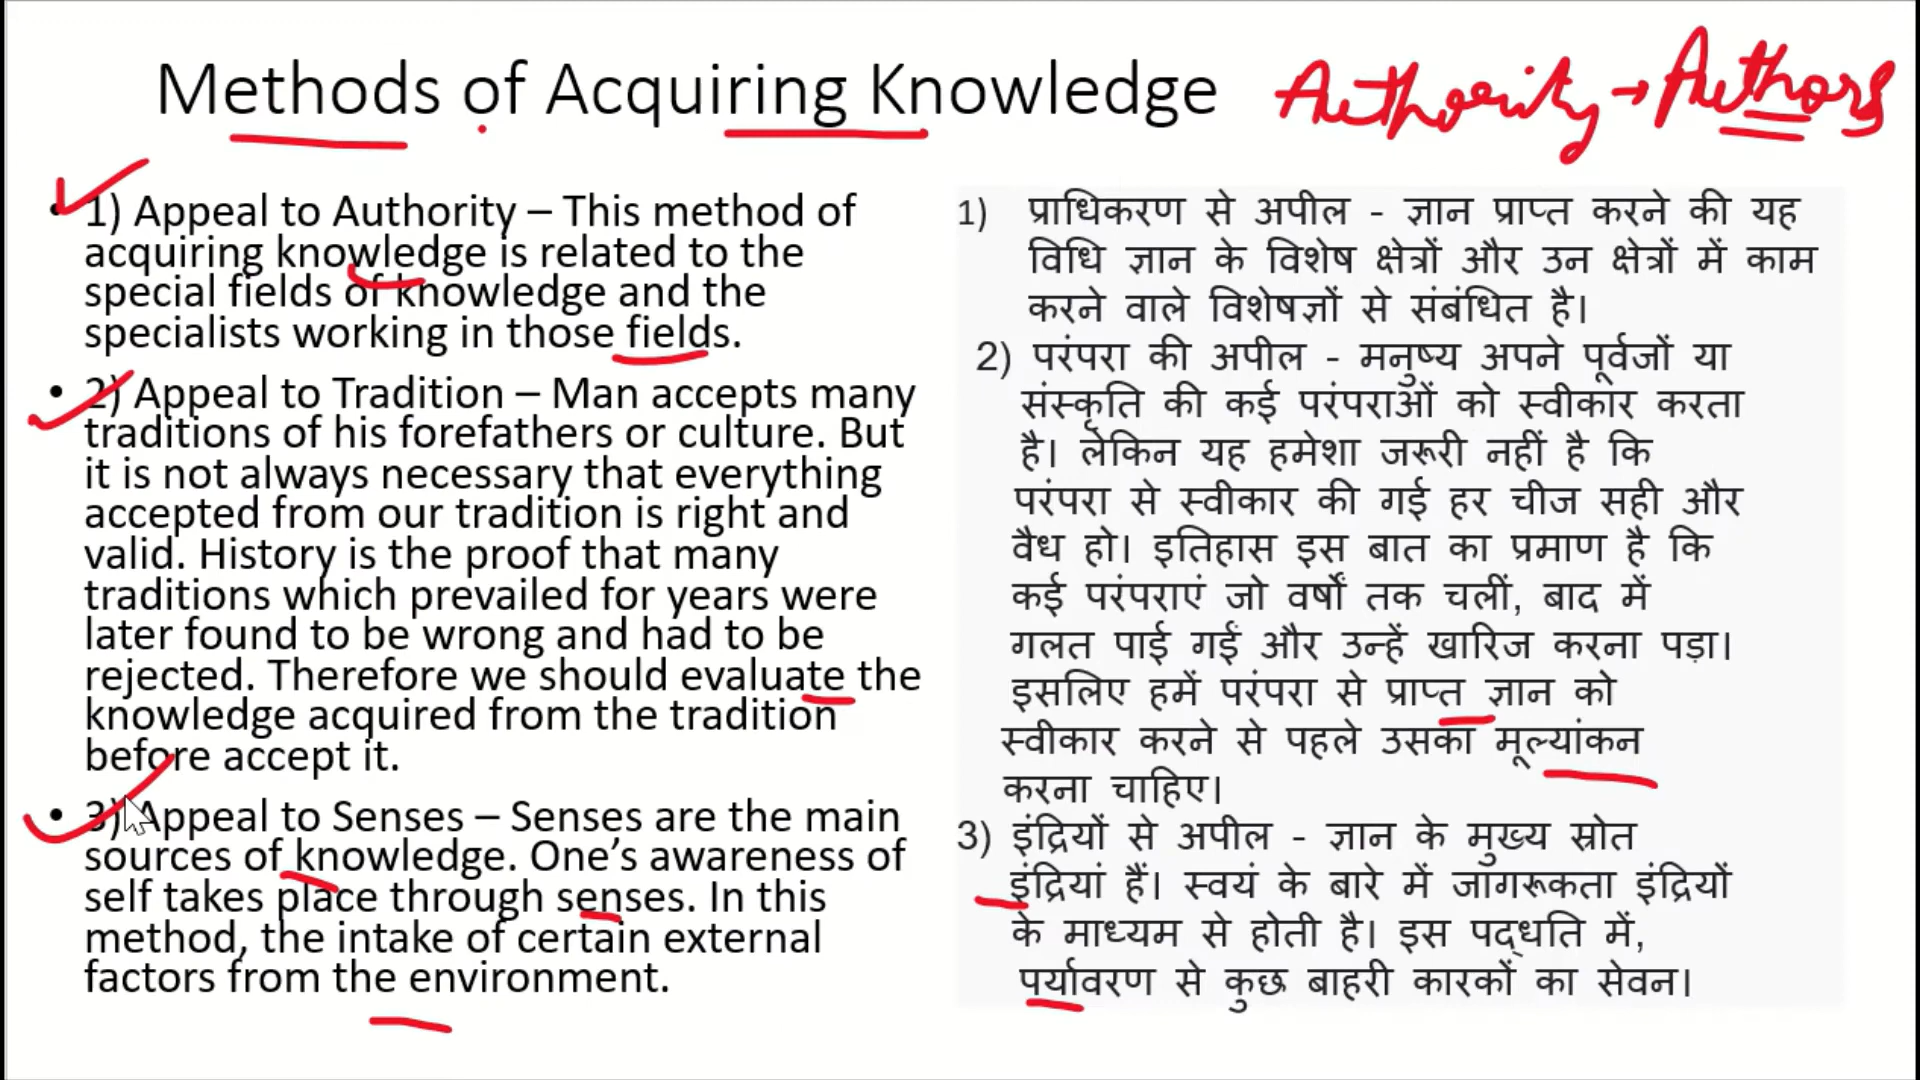 Methods of Acquiring Knowledge
Authority → Authors
• 1) Appeal to Authority – This method of
acquiring knowledge is related to the
special fields of knowledge and the
specialists working in those fields.
• 2) Appeal to Tradition – Man accepts many
traditions of his forefathers or culture. But
it is not always necessary that everything
accepted from our tradition is right and
valid. History is the proof that many
traditions which prevailed for years were
later found to be wrong and had to be
rejected. Therefore we should evaluate the
knowledge acquired from the tradition
before accept it.
• 3) Appeal to Senses – Senses are the main
sources of knowledge. One’s awareness of
self takes place through senses. In this
method, the intake of certain external
factors from the environment.
1) प्राधिकरण से अपील - ज्ञान प्राप्त करने की यह
विधि ज्ञान के विशेष क्षेत्रों और उन क्षेत्रों में काम
करने वाले विशेषज्ञों से संबंधित है।
2) परंपरा की अपील - मनुष्य अपने पूर्वजों या
संस्कृति की कई परंपराओं को स्वीकार करता
है। लेकिन यह हमेशा जरूरी नहीं है कि
परंपरा से स्वीकार की गई हर चीज सही और
वैध हो। इतिहास इस बात का प्रमाण है कि
कई परंपराएं जो वर्षों तक चलीं, बाद में
गलत पाई गईं और उन्हें खारिज करना पड़ा।
इसलिए हमें परंपरा से प्राप्त ज्ञान को
स्वीकार करने से पहले उसका मूल्यांकन
करना चाहिए।
3) इंद्रियों से अपील - ज्ञान के मुख्य स्रोत
इंद्रियां हैं। स्वयं के बारे में जागरूकता इंद्रियों
के माध्यम से होती है। इस पद्धति में,
पर्यावरण से कुछ बाहरी कारकों का सेवन।